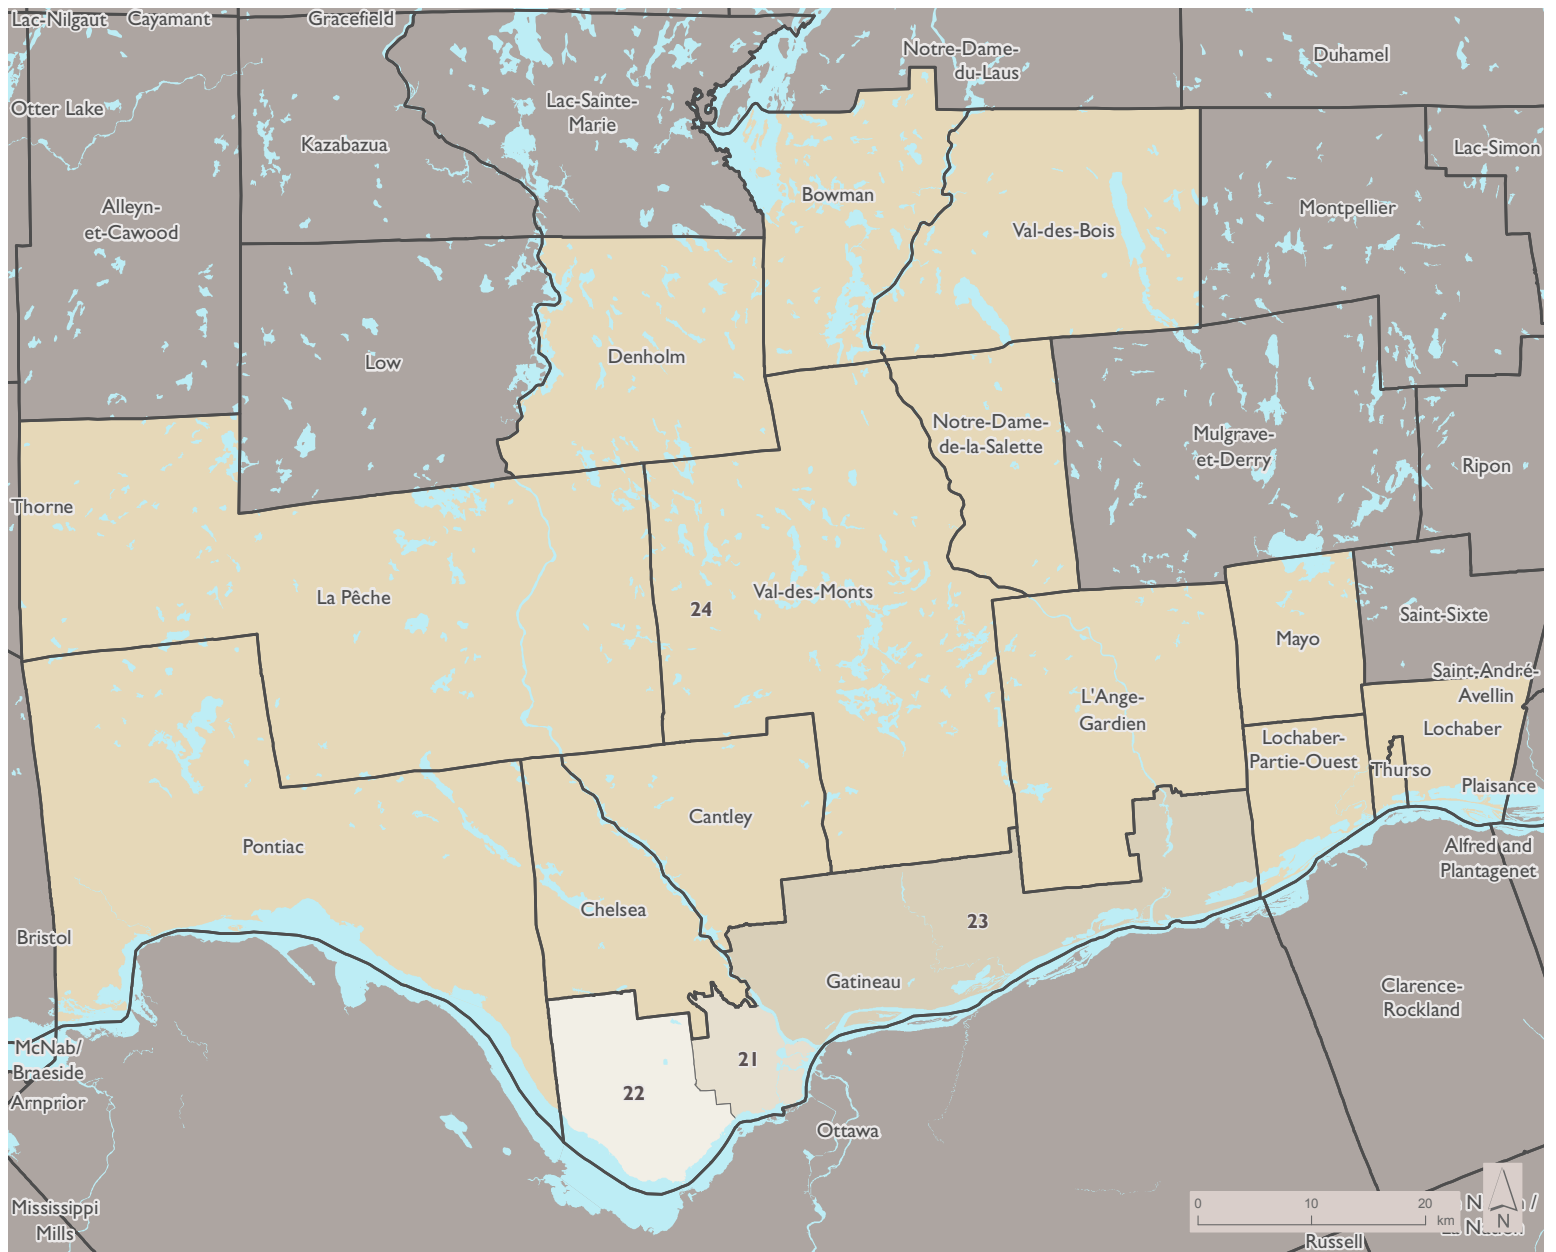 Lac-Nilgaut
Cayamant
Gracefield
Notre-Dame-
du-Laus
Duhamel
Otter Lake
Lac-Sainte-
Marie
Kazabazua
Lac-Simon
Alleyn-
et-Cawood
Bowman
Montpellier
Val-des-Bois
Low
Denholm
Notre-Dame-
de-la-Salette
Mulgrave-
et-Derry
Ripon
Thorne
La Pêche
24
Val-des-Monts
Saint-Sixte
Mayo
Saint-André-
Avellin
L'Ange-
Gardien
Lochaber
Lochaber-
Partie-Ouest
Thurso
Plaisance
Cantley
Pontiac
Alfred and
Plantagenet
Chelsea
23
Bristol
Gatineau
Clarence-
Rockland
McNab/
Braeside
21
22
Arnprior
Ottawa
Mississippi
Mills
0 10 20
km
N
Russell